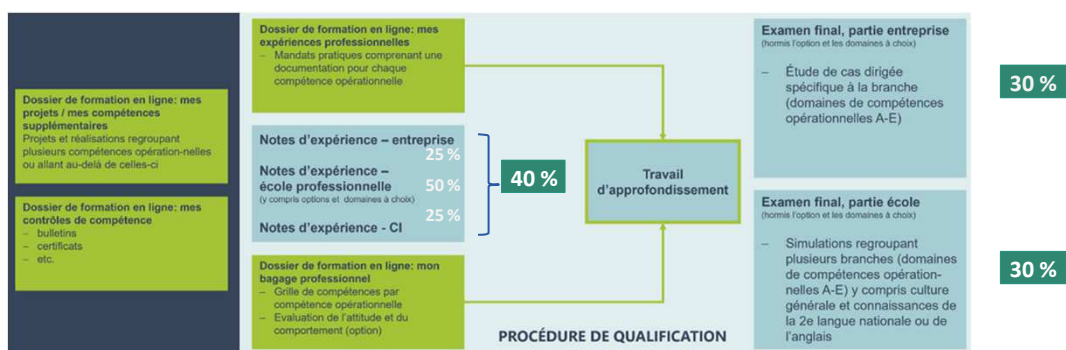 Dossier de formation en ligne: mes
projets / mes compétences
supplémentaires
Projets et réalisations regroupant
plusieurs compétences opération-nelles
ou allant au-delà de celles-ci
Dossier de formation en ligne: mes
contrôles de compétence
– bulletins
– certificats
– etc.
Dossier de formation en ligne: mes
expériences professionnelles
– Mandats pratiques comprenant une
documentation pour chaque
compétence opérationnelle
Notes d'expérience – entreprise
25 %
Notes d'expérience –
école professionnelle
50 %
(y compris options et domaines à choix)
25 %
Notes d'expérience - CI
40 %
Dossier de formation en ligne: mon
bagage professionnel
– Grille de compétences par
compétence opérationnelle
– Evaluation de l'attitude et du
comportement (option)
Travail
d'approfondissement
PROCÉDURE DE QUALIFICATION
Examen final, partie entreprise
(hormis l'option et les domaines à choix)
– Étude de cas dirigée
spécifique à la branche
(domaines de compétences
opérationnelles A-E)
30 %
Examen final, partie école
(hormis l'option et les domaines à choix)
– Simulations regroupant
plusieurs branches (domaines
de compétences opération-
nelles A-E) y compris culture
générale et connaissances de
la 2e langue nationale ou de
l'anglais
30 %